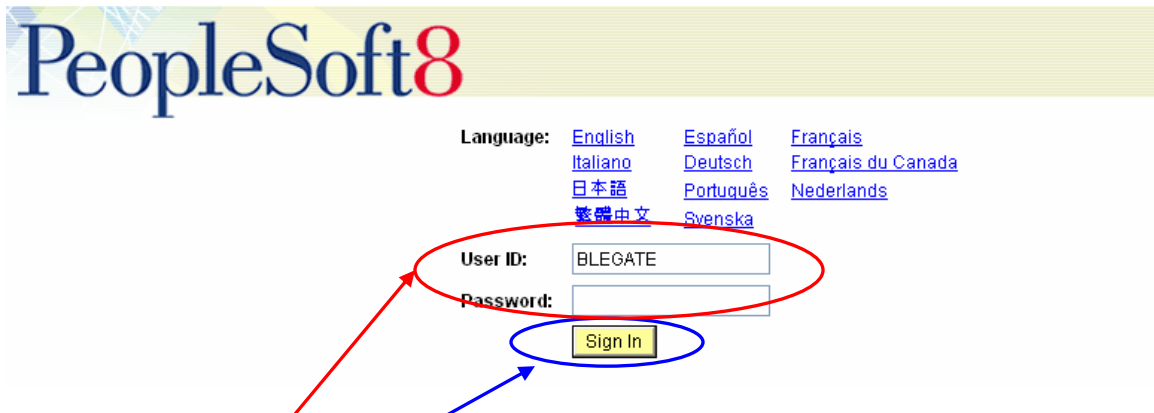 PeopleSoft8
Language: English Español Français
Italiano Deutsch Français du Canada
日本語 Português Nederlands
繁體中文 Svenska
User ID: BLEGATE
Password:
Sign In